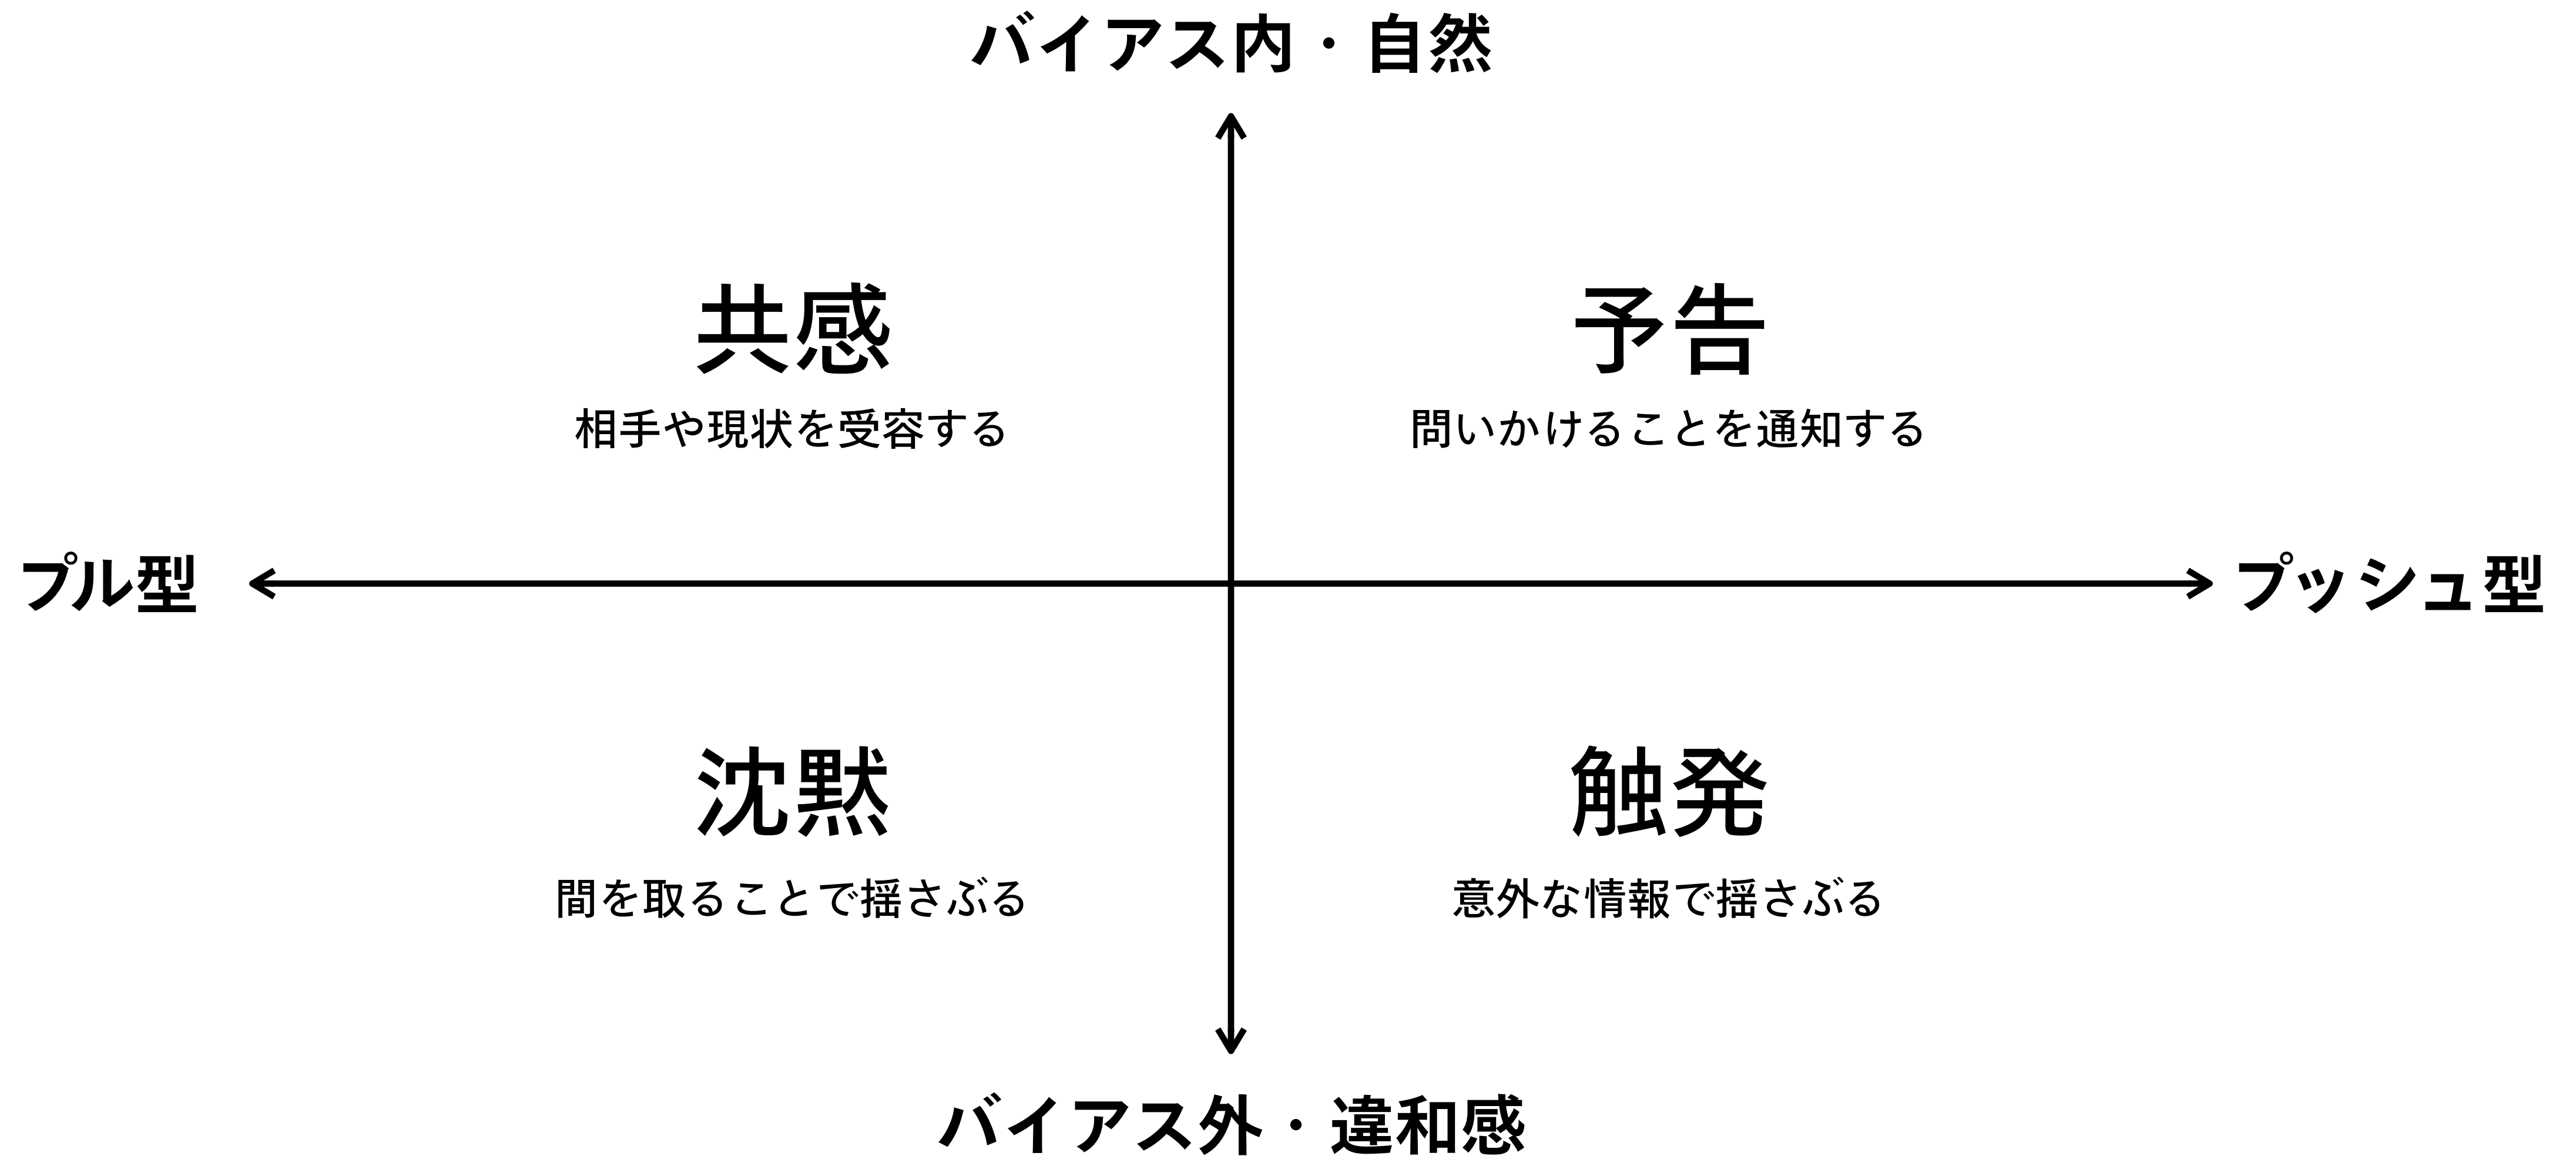 バイアス内・自然
共感
相手や現状を受容する
予告
問いかけることを通知する
プル型
プッシュ型
沈黙
間を取ることで揺さぶる
触発
意外な情報で揺さぶる
バイアス外・違和感